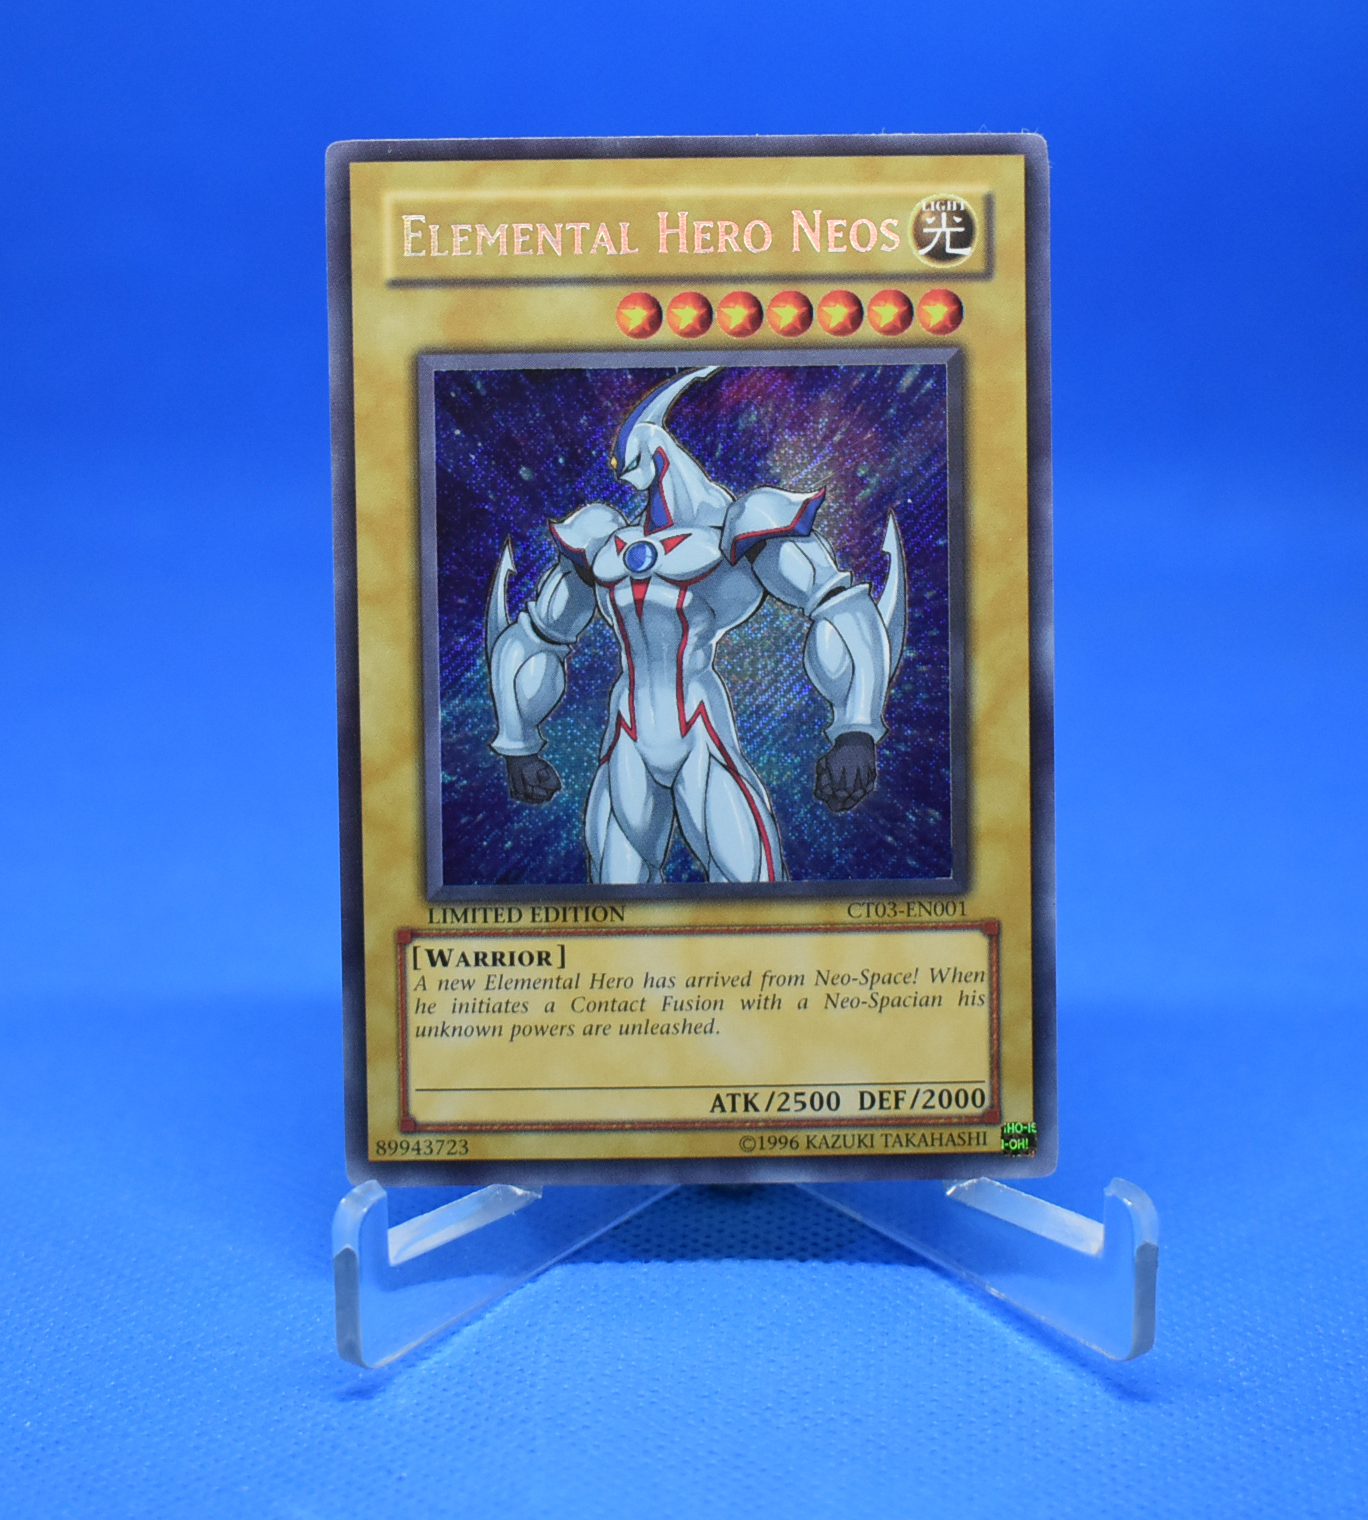 ELEMENTAL HERO NEOS
LIGHT
光
LIMITED EDITION
CT03-EN001
[WARRIOR]
A new Elemental Hero has arrived from Neo-Space! When
he initiates a Contact Fusion with a Neo-Spacian his
unknown powers are unleashed.
ATK/2500 DEF/2000
89943723
©1996 KAZUKI TAKAHASHI